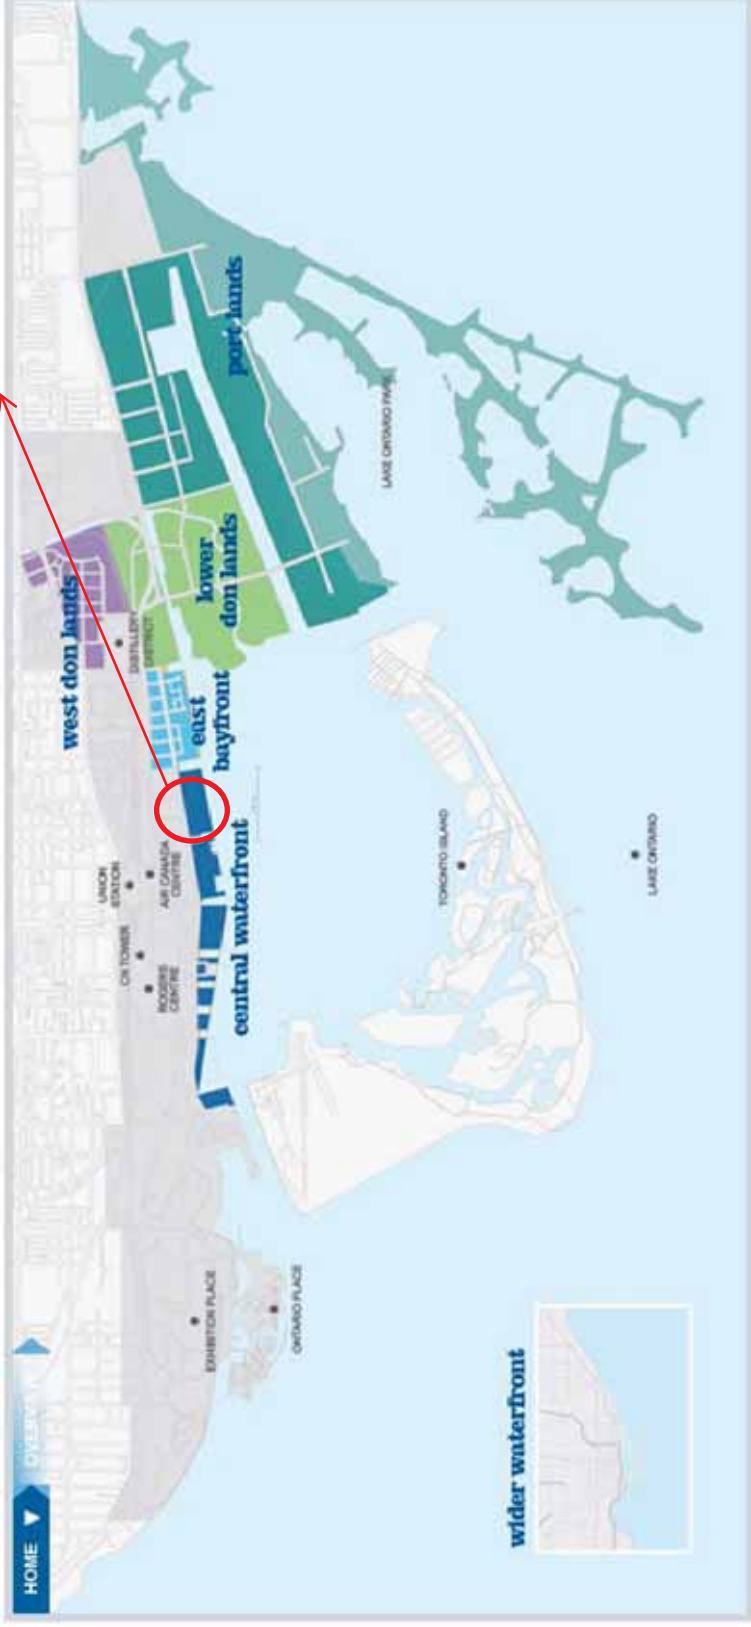 HOME
OVERVIEW
west don lands
port lands
lower
don lands
DISTILLERY
DISTRICT
east
bayfront
UNION
STATION
AIR CANADA
CENTRE
CN TOWER
ROGERS
CENTRE
central waterfront
LAKE ONTARIO PARK
EXHIBITION PLACE
ONTARIO PLACE
TORONTO ISLAND
LAKE ONTARIO
wider waterfront